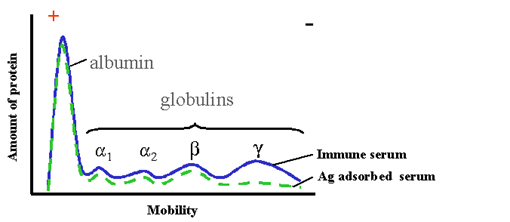 +
-
albumin
globulins
α1 α2 β γ
Immune serum
Ag adsorbed serum
Amount of protein
Mobility